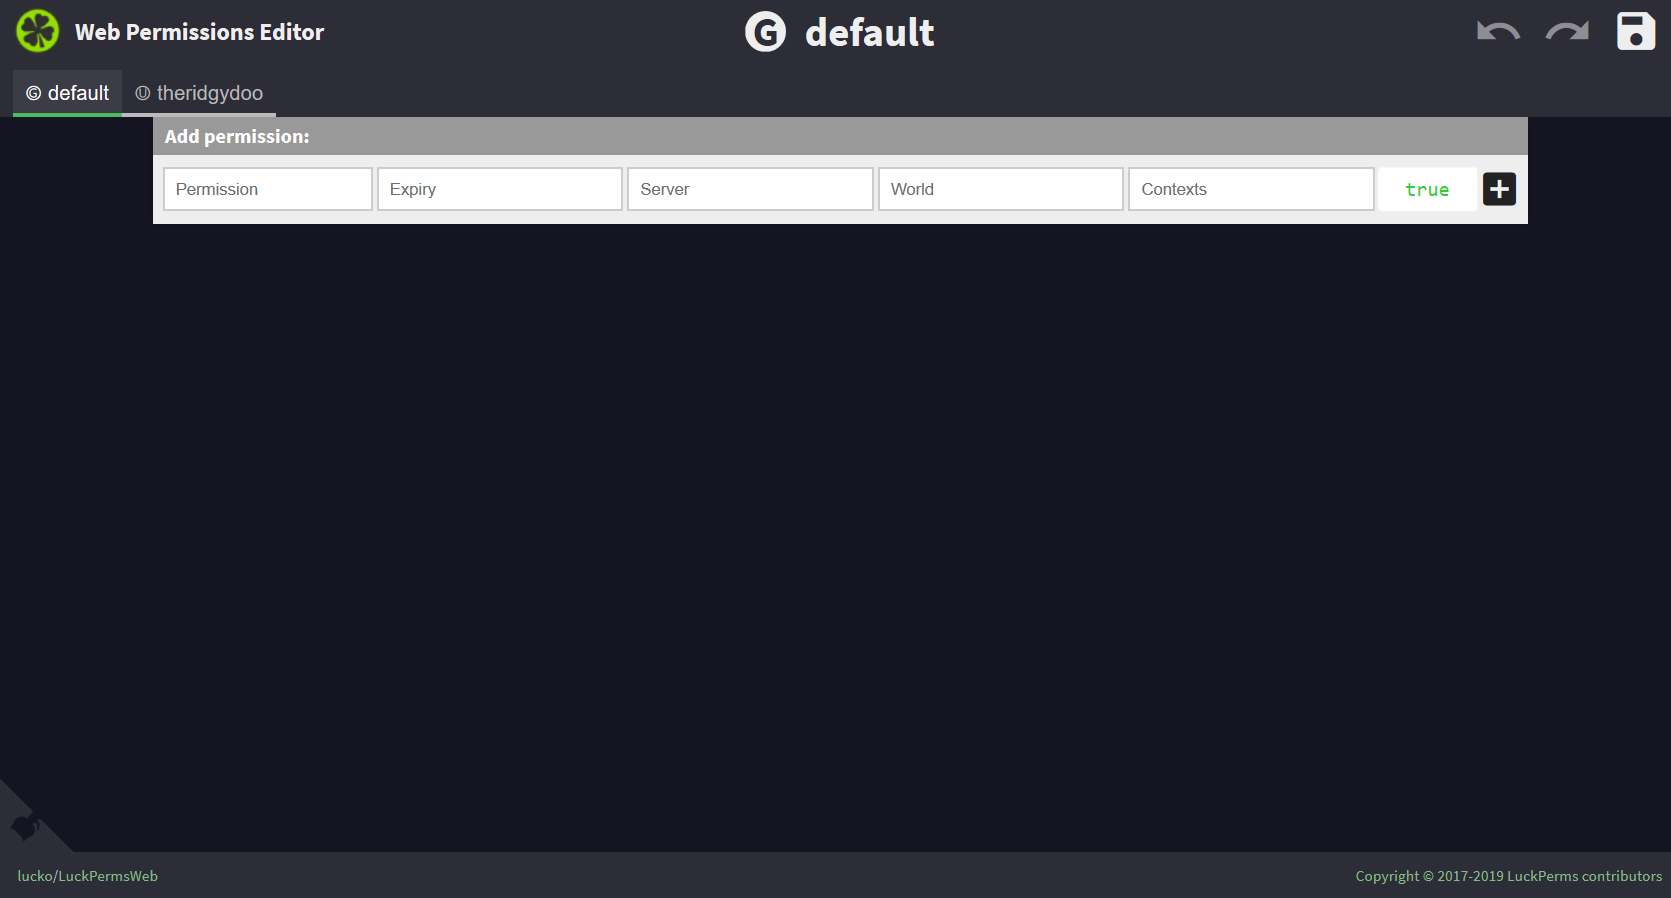 Web Permissions Editor
G default
G default
U theridgydoo
Add permission:
Permission Expiry Server World Contexts true +
lucko/LuckPermsWeb
Copyright © 2017-2019 LuckPerms contributors